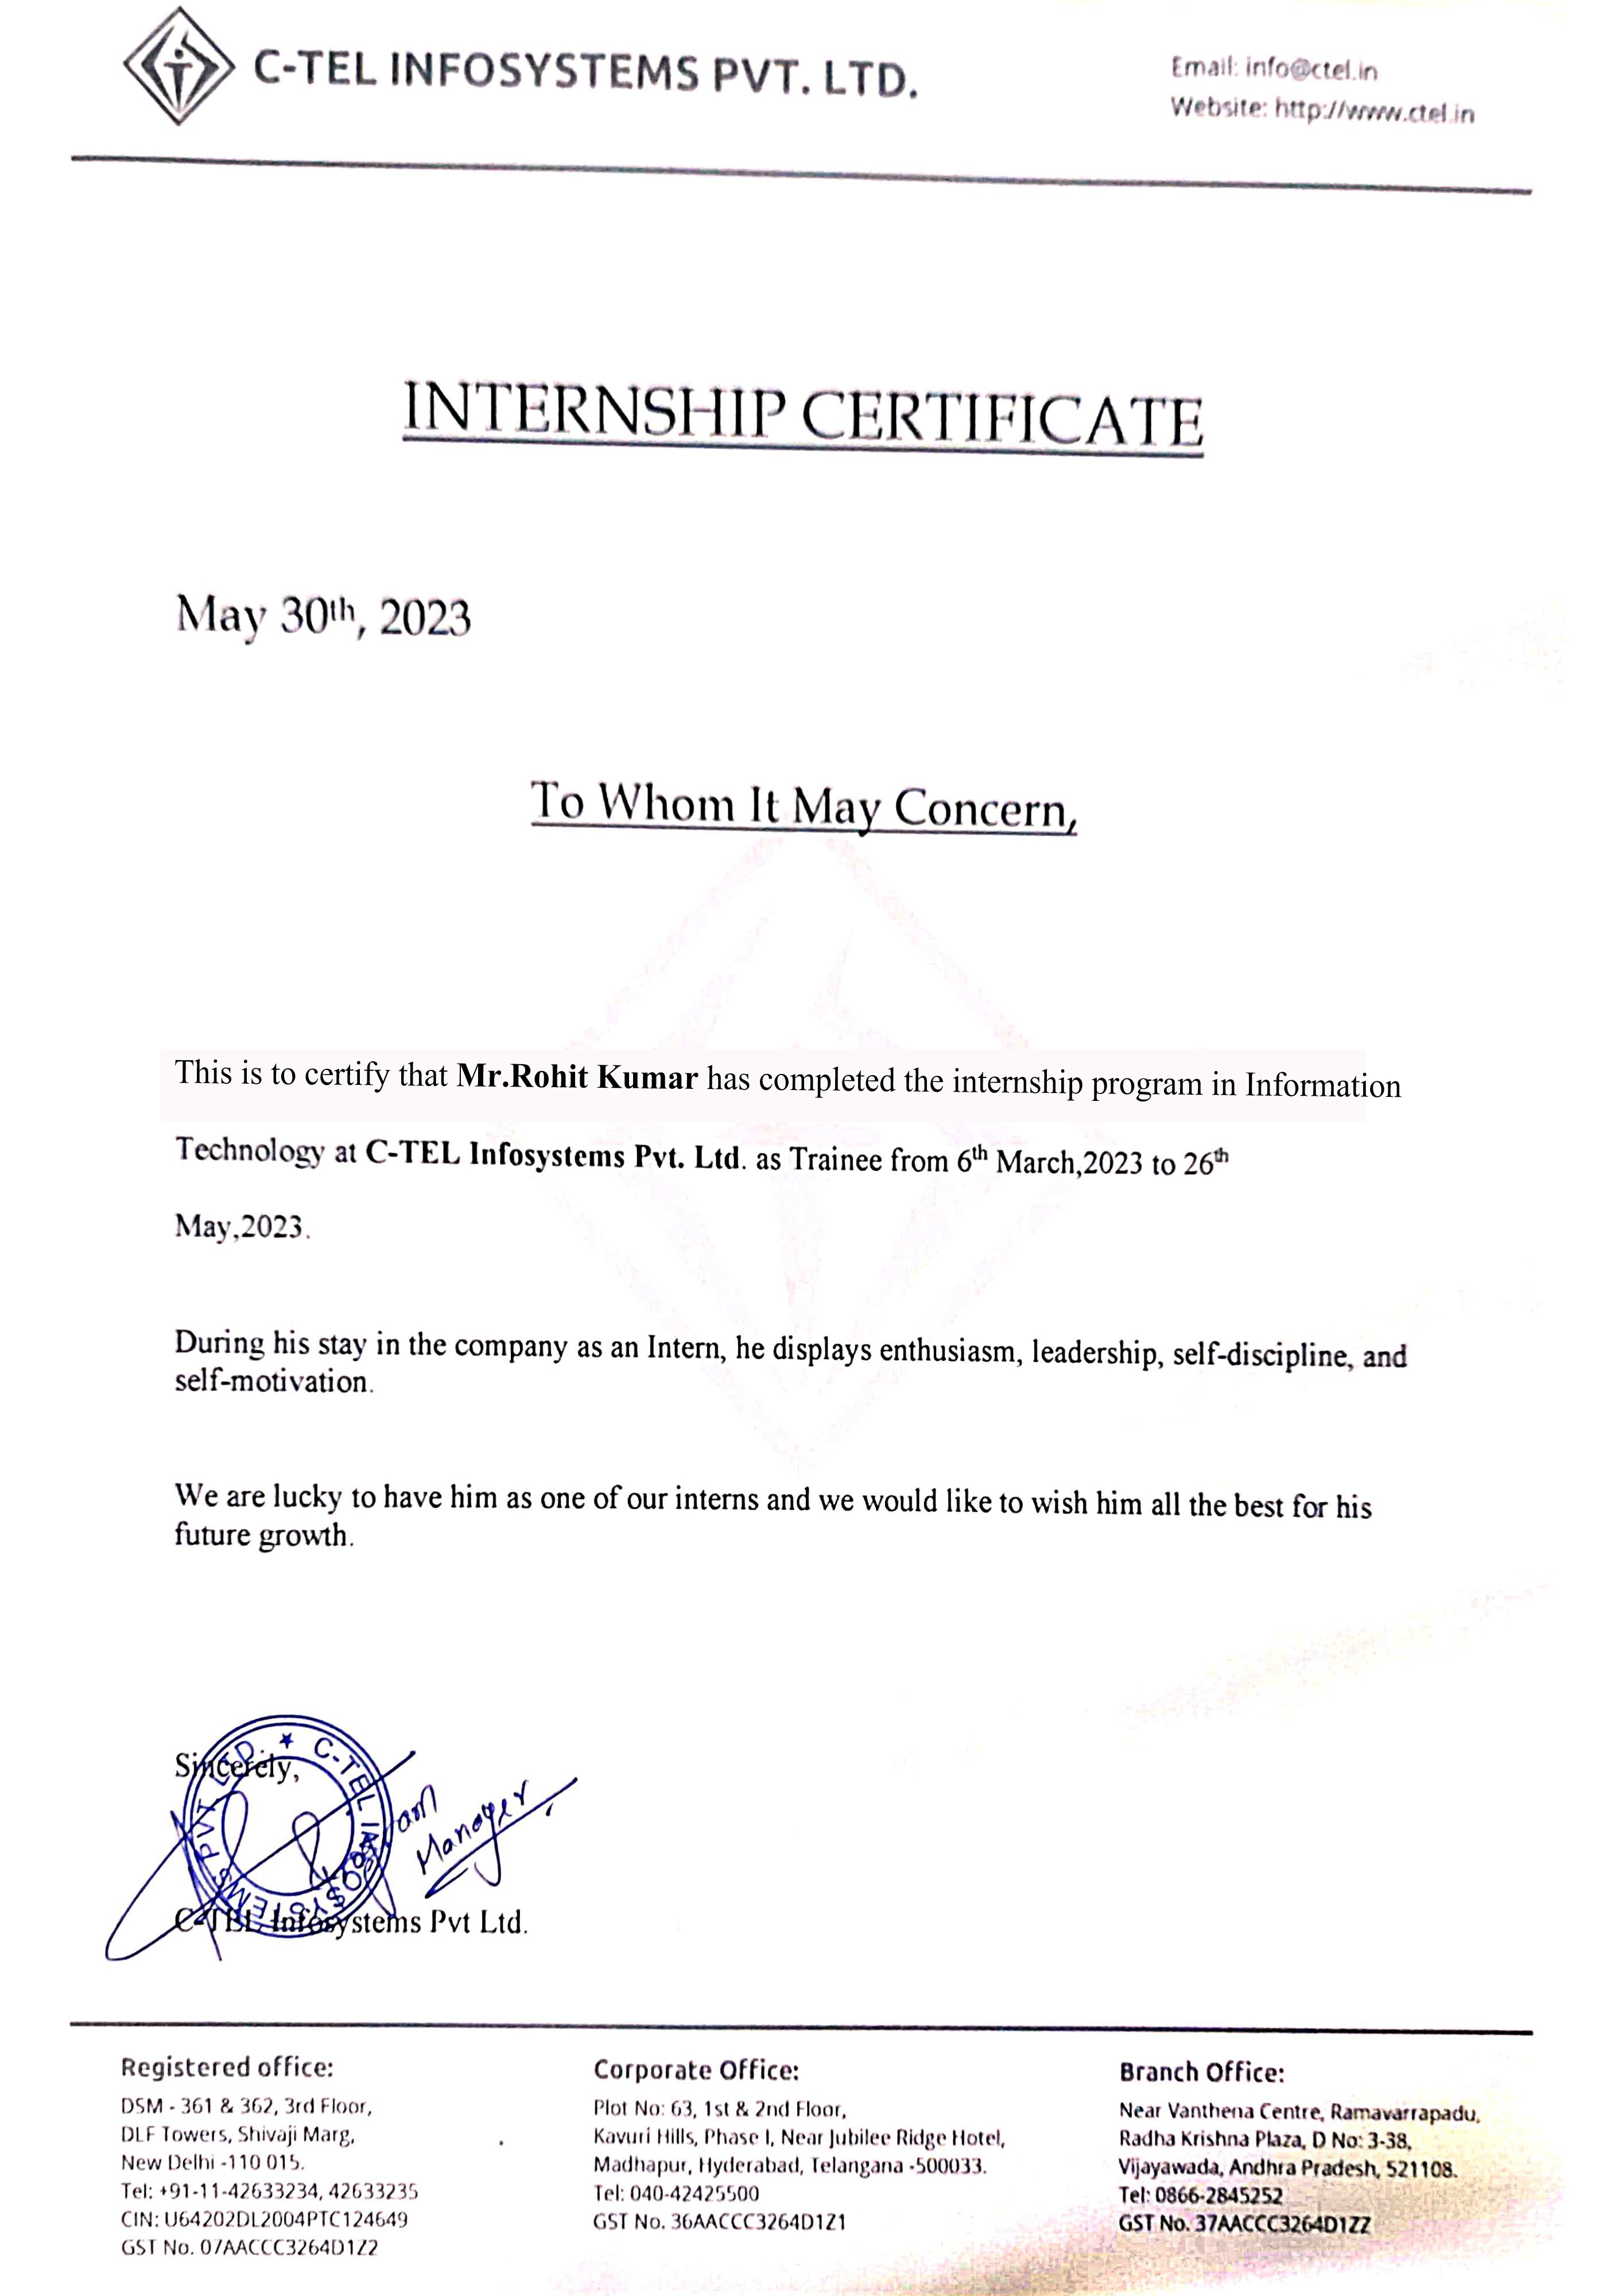 C-TEL INFOSYSTEMS PVT. LTD.
Email: info@ctel.in
Website: http://www.ctel.in
INTERNSHIP CERTIFICATE
May 30th, 2023
To Whom It May Concern,
This is to certify that Mr.Rohit Kumar has completed the internship program in Information
Technology at C-TEL Infosystems Pvt. Ltd. as Trainee from 6th March,2023 to 26th
May,2023.
During his stay in the company as an Intern, he displays enthusiasm, leadership, self-discipline, and
self-motivation.
We are lucky to have him as one of our interns and we would like to wish him all the best for his
future growth.
Sincerely,
★ C-TEL INFOSYSTEMS PVT. LTD.
Manager
C-TEL Infosystems Pvt Ltd.
Registered office:
DSM - 361 & 362, 3rd Floor,
DLF Towers, Shivaji Marg,
New Delhi -110 015.
Tel: +91-11-42633234, 42633235
CIN: U64202DL2004PTC124649
GST No. 07AACCC3264D1Z2
Corporate Office:
Plot No: 63, 1st & 2nd Floor,
Kavuri Hills, Phase I, Near Jubilee Ridge Hotel,
Madhapur, Hyderabad, Telangana -500033.
Tel: 040-42425500
GST No. 36AACCC3264D1Z1
Branch Office:
Near Vanthena Centre, Ramavarrapadu,
Radha Krishna Plaza, D No: 3-38,
Vijayawada, Andhra Pradesh, 521108.
Tel: 0866-2845252
GST No. 37AACCC3264D1ZZ